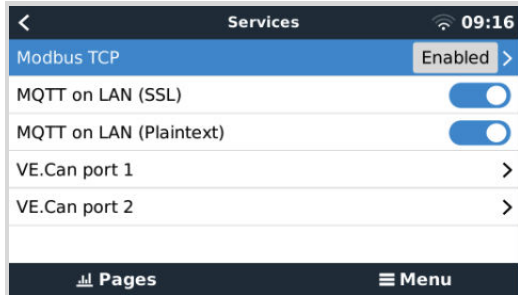 Services 09:16
Modbus TCP Enabled
MQTT on LAN (SSL)
MQTT on LAN (Plaintext)
VE.Can port 1
VE.Can port 2
Pages Menu